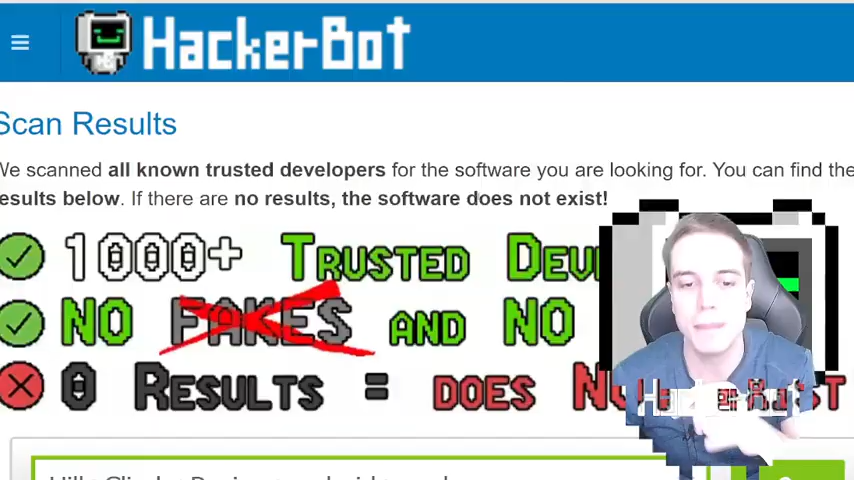 HackerBot
Scan Results
We scanned all known trusted developers for the software you are looking for. You can find the
results below. If there are no results, the software does not exist!
1000+ Trusted
NO FAKES AND NO
0 Results = does
HackerBot